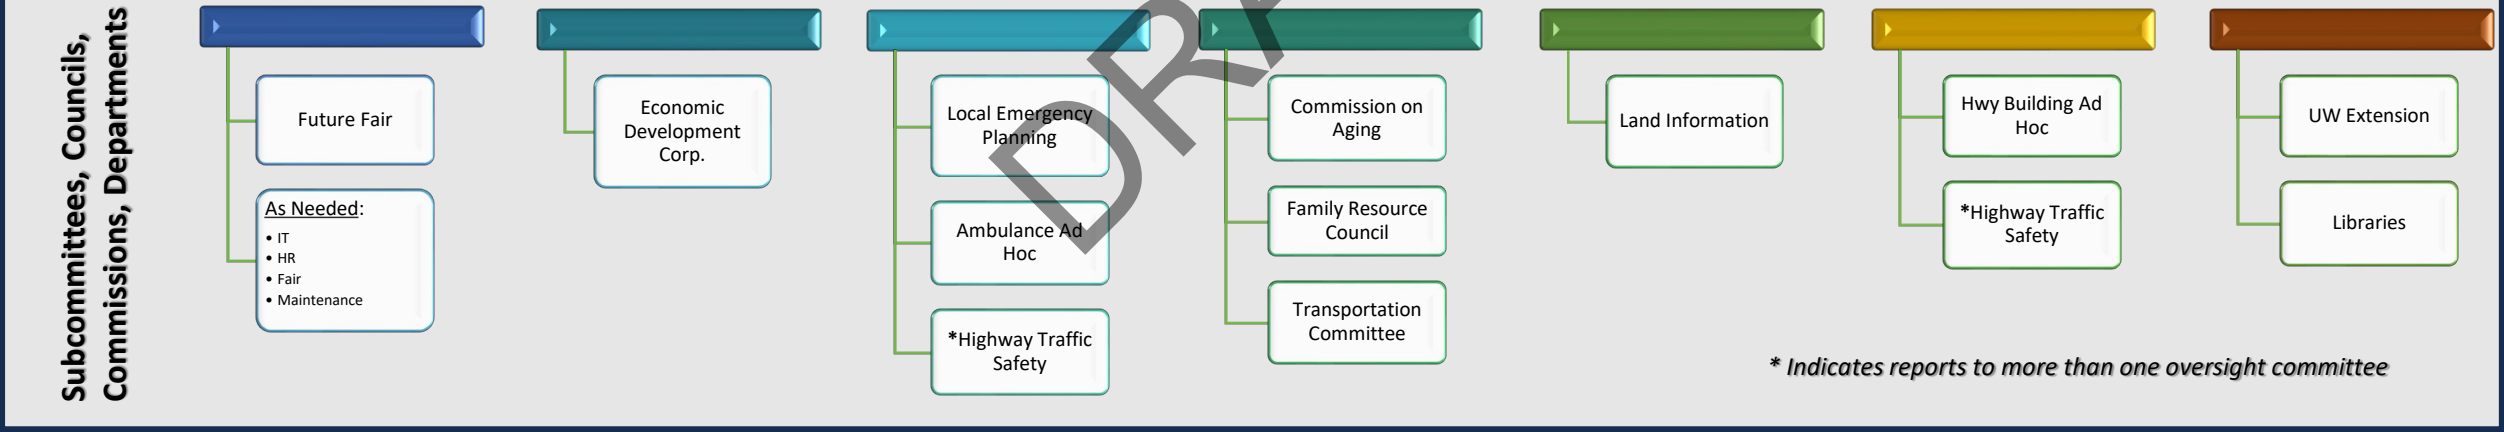 Subcommittees, Councils,
Commissions, Departments
Future Fair
As Needed:
• IT
• HR
• Fair
• Maintenance
Economic
Development
Corp.
Local Emergency
Planning
Ambulance Ad
Hoc
*Highway Traffic
Safety
Commission on
Aging
Family Resource
Council
Transportation
Committee
Land Information
Hwy Building Ad
Hoc
*Highway Traffic
Safety
UW Extension
Libraries
* Indicates reports to more than one oversight committee
DRA